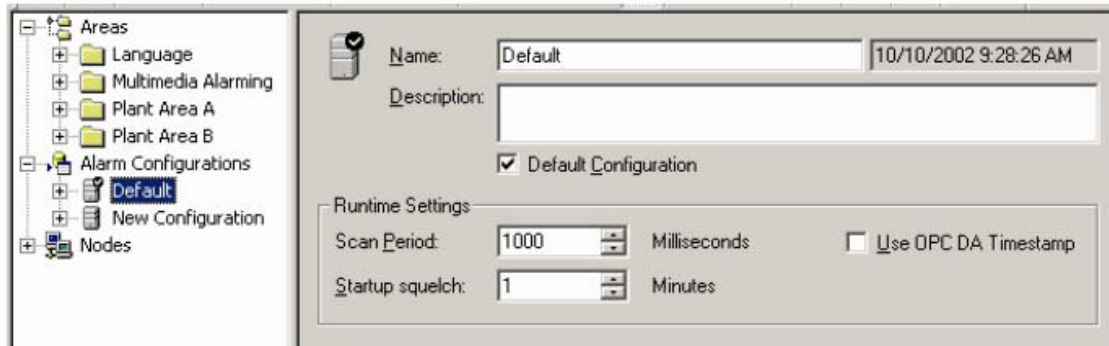 Areas
Language
Multimedia Alarming
Plant Area A
Plant Area B
Alarm Configurations
Default
New Configuration
Nodes
Name: Default 10/10/2002 9:28:26 AM
Description:
Default Configuration
Runtime Settings
Scan Period: 1000 Milliseconds Use OPC DA Timestamp
Startup squelch: 1 Minutes